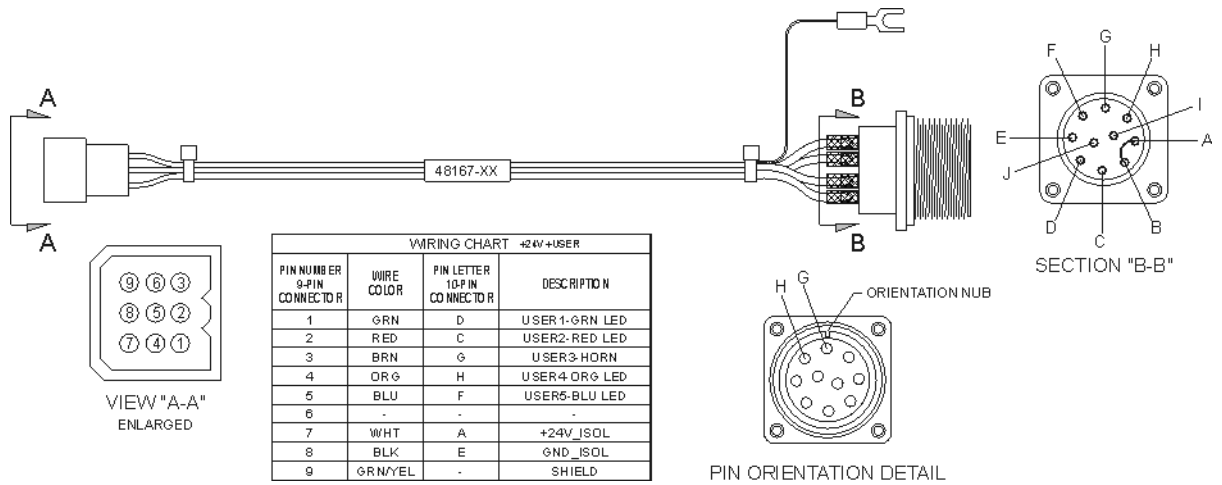 A
A
B
B
48167-XX
F
G
H
I
E
A
J
D
C
B
SECTION "B-B"
9 6 3
8 5 2
7 4 1
VIEW "A-A"
ENLARGED
WIRING CHART +24V+USER
PIN NUMBER 9-PIN CONNECTOR WIRE COLOR PIN LETTER 10-PIN CONNECTOR DESCRIPTION
1 GRN D USER1-GRN LED
2 RED C USER2-RED LED
3 BRN G USER3-HORN
4 ORG H USER4-ORG LED
5 BLU F USER5-BLU LED
6 - - -
7 WHT A +24V_ISOL
8 BLK E GND_ISOL
9 GRN/YEL - SHIELD
H
G
ORIENTATION NUB
PIN ORIENTATION DETAIL